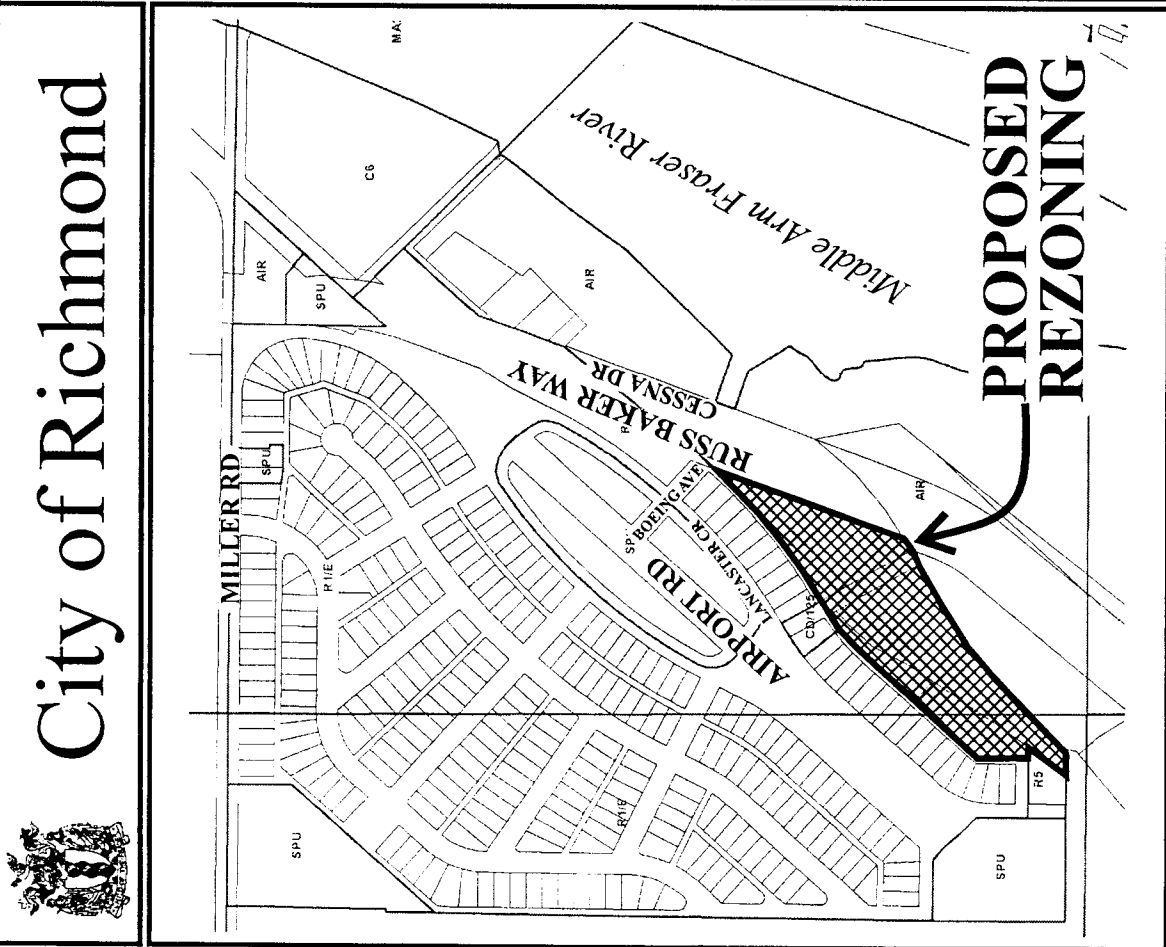 City of Richmond
MA
C6
AIR
SPU
AIR
Middle Arm Fraser River
MILLER RD
SPU
R1/E
RUSS BAKER WAY
CESSNA DR
BOEING AVE
LANCASTER CR
AIRPORT RD
CD/125
AIR
PROPOSED
REZONING
SPU
R1/E
R5
SPU